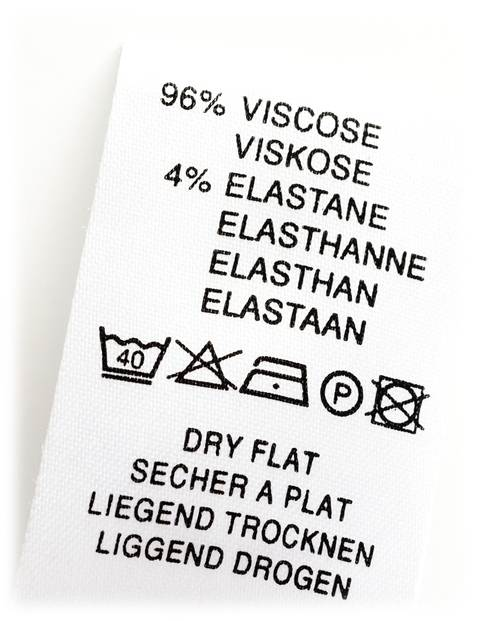 96% VISCOSE
VISKOSE
4% ELASTANE
ELASTHANNE
ELASTHAN
ELASTAAN
40 P
DRY FLAT
SECHER A PLAT
LIEGEND TROCKNEN
LIGGEND DROGEN